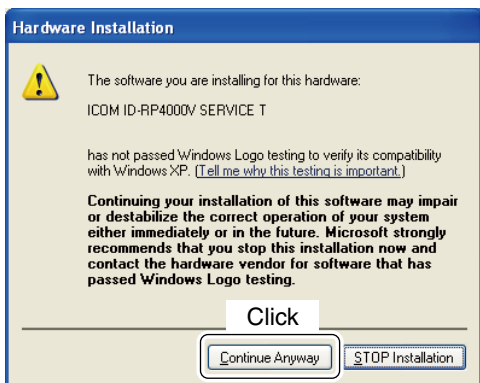 Hardware Installation
The software you are installing for this hardware:
ICOM ID-RP4000V SERVICE T
has not passed Windows Logo testing to verify its compatibility
with Windows XP. (Tell me why this testing is important.)
Continuing your installation of this software may impair
or destabilize the correct operation of your system
either immediately or in the future. Microsoft strongly
recommends that you stop this installation now and
contact the hardware vendor for software that has
passed Windows Logo testing.
Click
Continue Anyway
STOP Installation